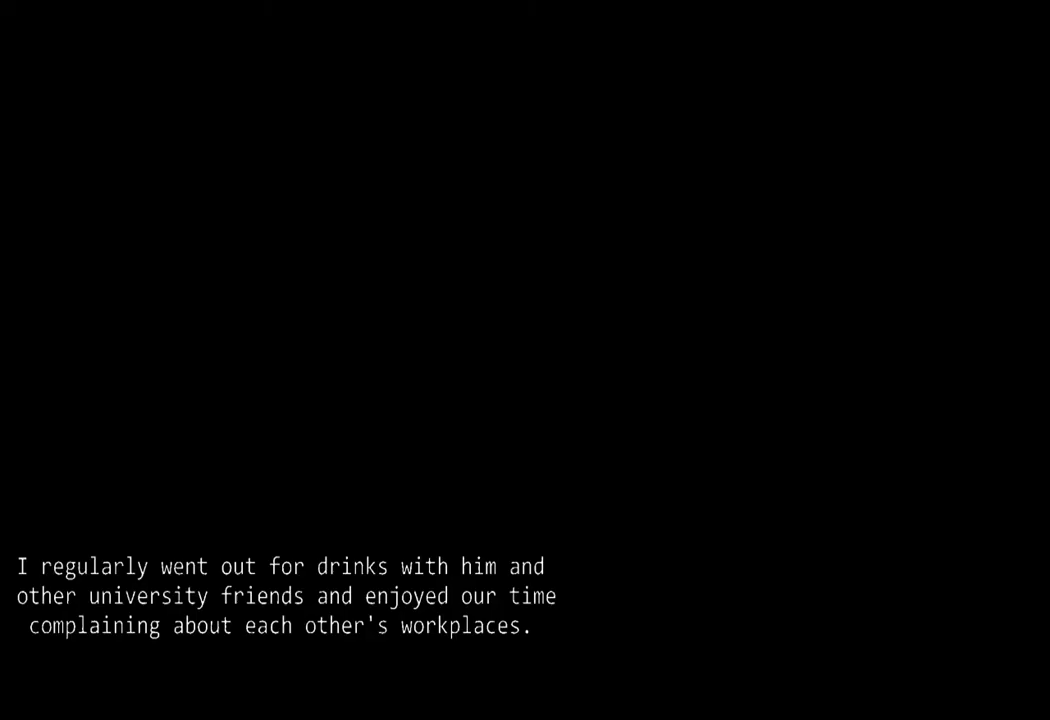 I regularly went out for drinks with him and
other university friends and enjoyed our time
complaining about each other's workplaces.